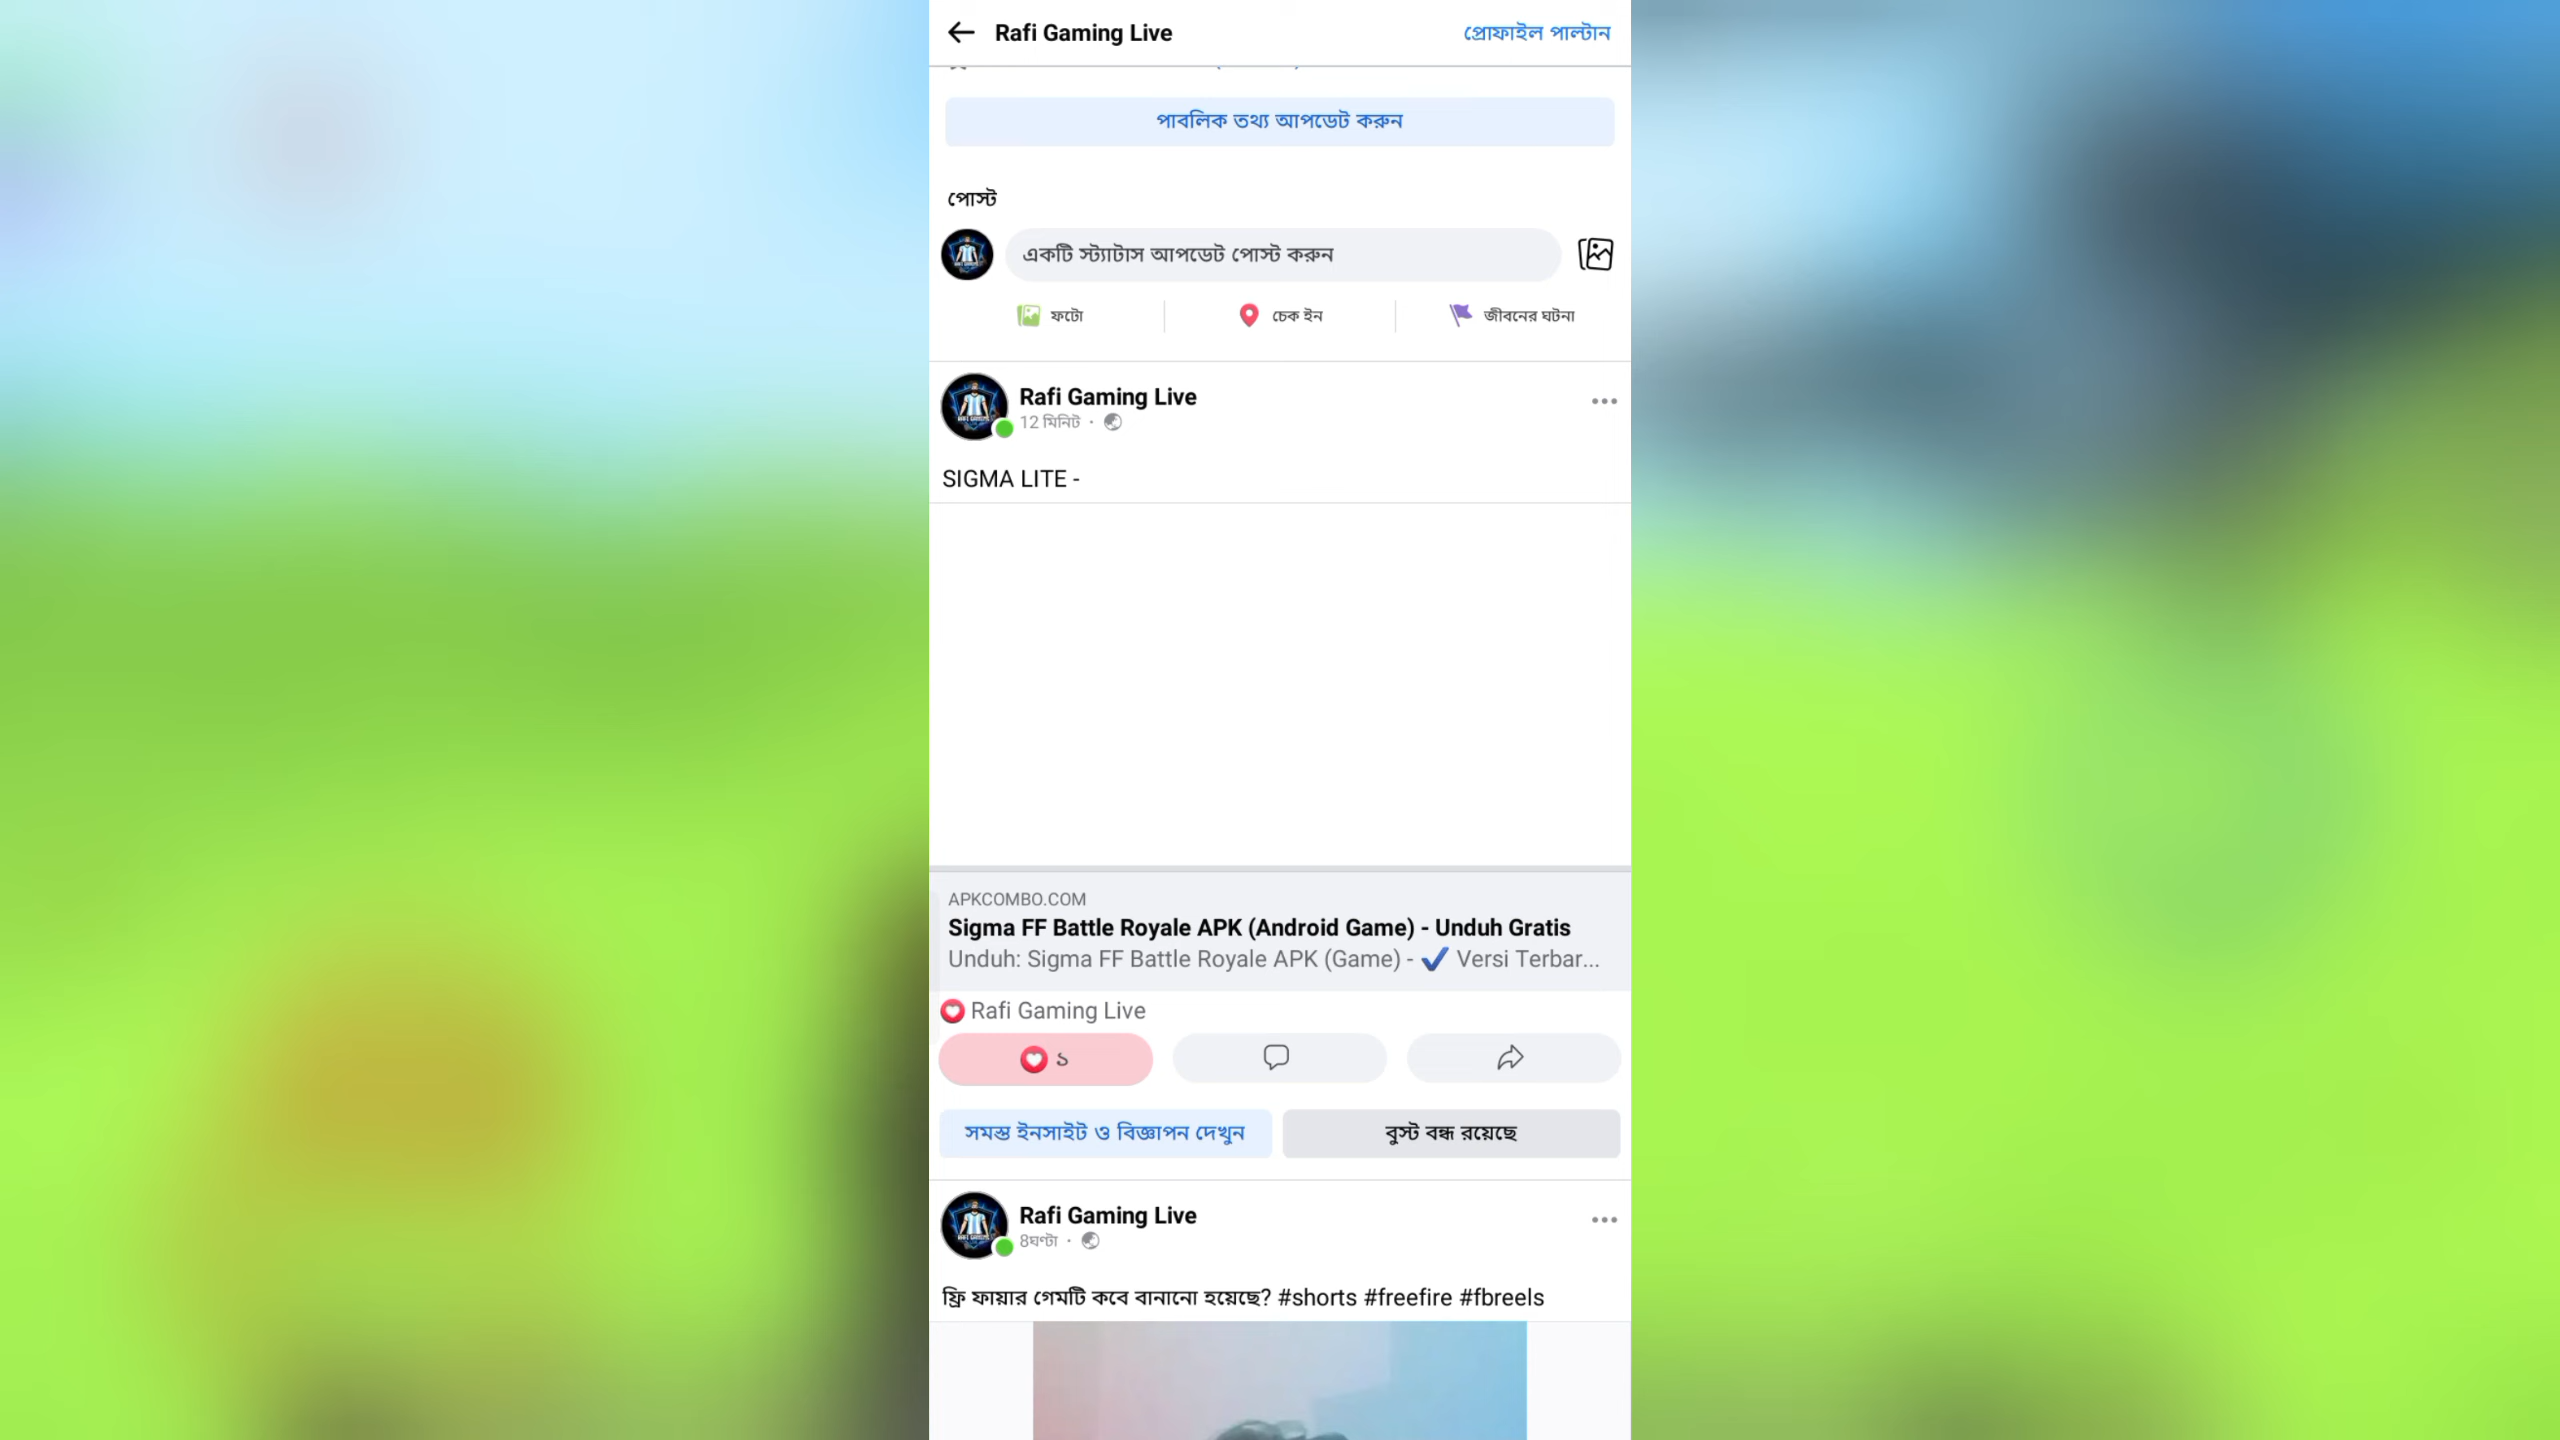 Rafi Gaming Live
প্রোফাইল পাল্টান
পাবলিক তথ্য আপডেট করুন
পোস্ট
একটি স্ট্যাটাস আপডেট পোস্ট করুন
ফটো
চেক ইন
জীবনের ঘটনা
Rafi Gaming Live
12 মিনিট ·
SIGMA LITE -
APKCOMBO.COM
Sigma FF Battle Royale APK (Android Game) - Unduh Gratis
Unduh: Sigma FF Battle Royale APK (Game) - ✔ Versi Terbar...
Rafi Gaming Live
১
সমস্ত ইনসাইট ও বিজ্ঞাপন দেখুন
বুস্ট বন্ধ রয়েছে
Rafi Gaming Live
8ঘণ্টা ·
ফ্রি ফায়ার গেমটি কবে বানানো হয়েছে? #shorts #freefire #fbreels